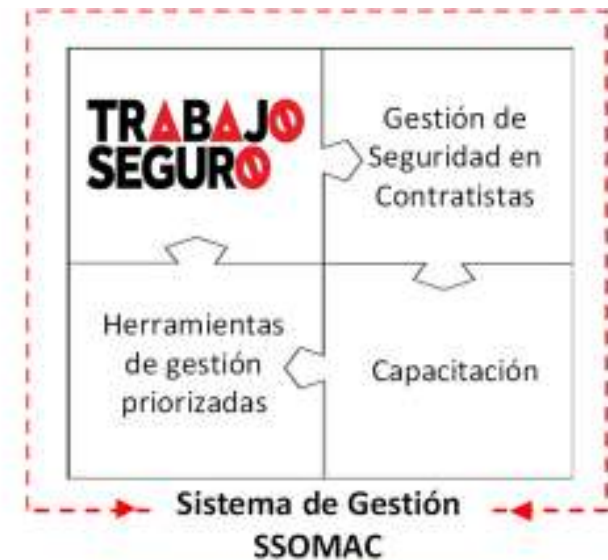 TRABAJO
SEGURO
Gestión de
Seguridad en
Contratistas
Herramientas
de gestión
priorizadas
Capacitación
Sistema de Gestión
SSOMAC